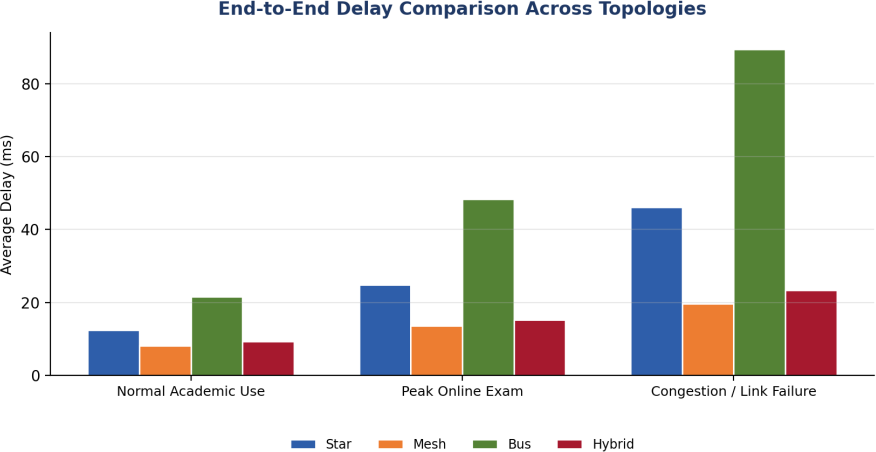 End-to-End Delay Comparison Across Topologies
Average Delay (ms)
80
60
40
20
0
Normal Academic Use Peak Online Exam Congestion / Link Failure
Star Mesh Bus Hybrid